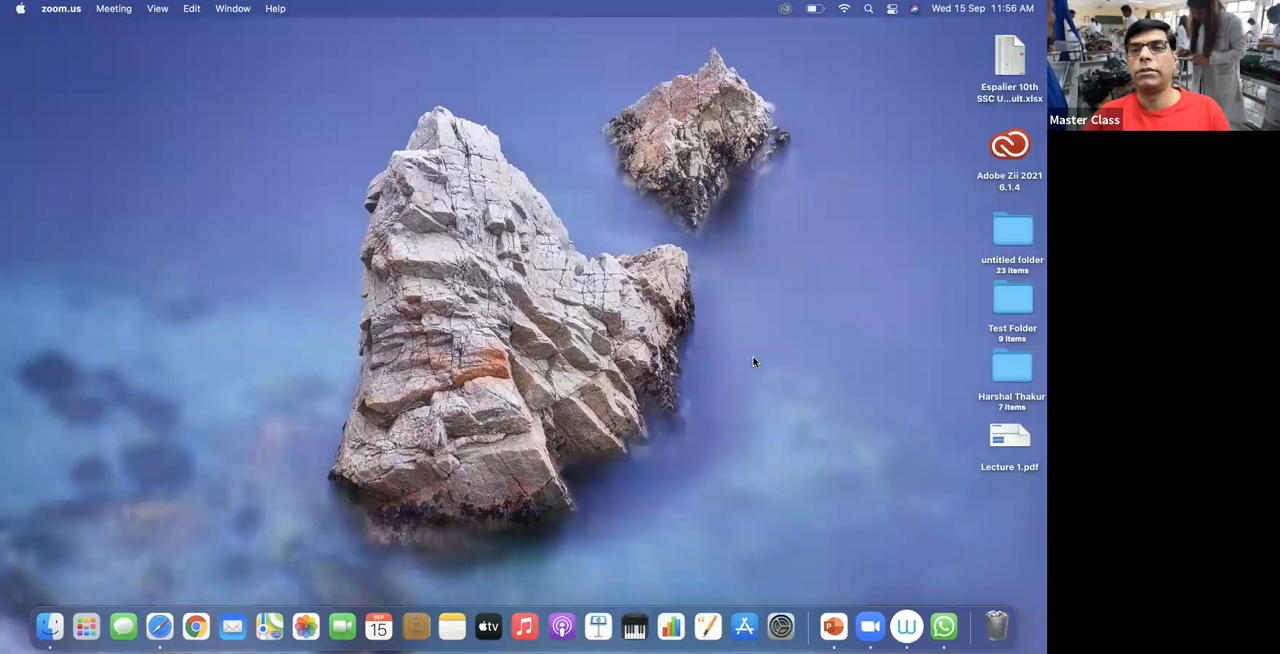 zoom.us Meeting View Edit Window Help Wed 15 Sep 11:56 AM
Espalier 10th
SSC U...ult.xlsx
Adobe Zii 2021
6.1.4
untitled folder
23 items
Test Folder
9 items
Harshal Thakur
7 items
Lecture 1.pdf
Master Class
SEP
15
tv
P
W